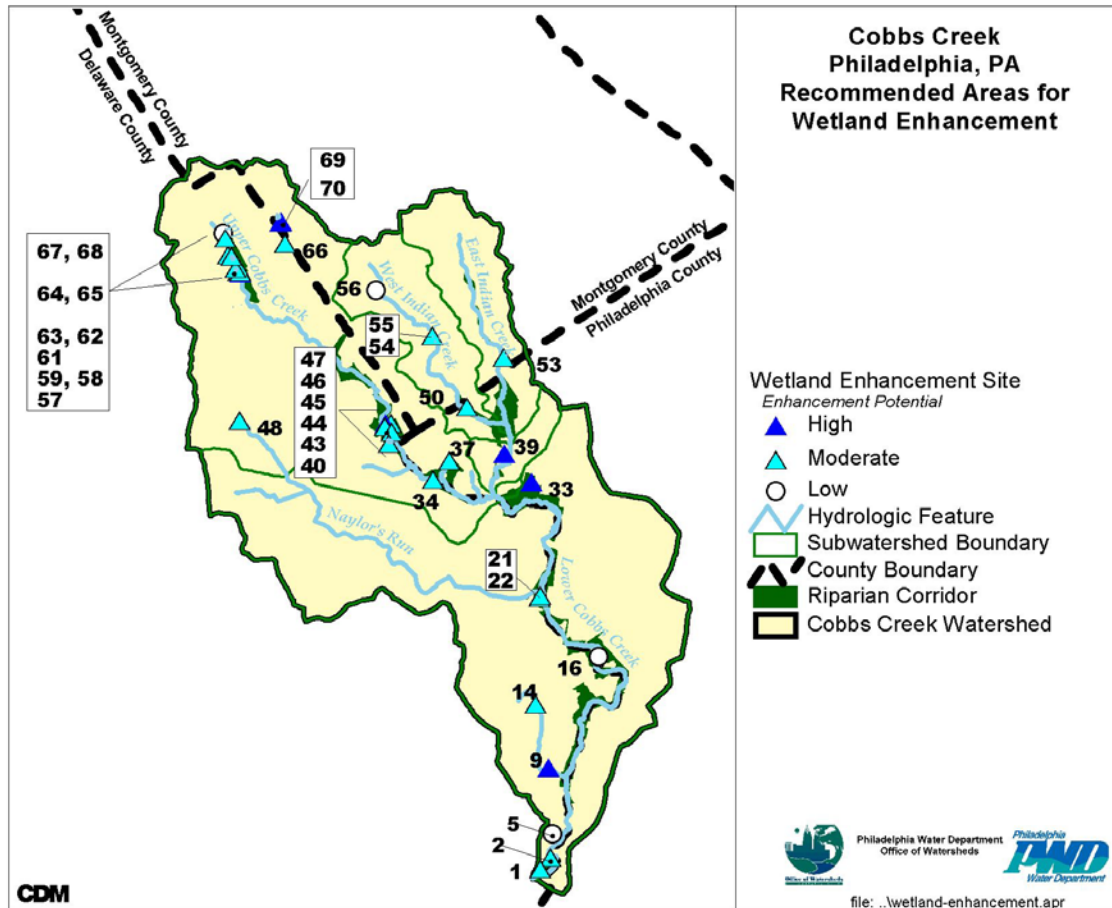 Cobbs Creek
Philadelphia, PA
Recommended Areas for
Wetland Enhancement
Montgomery County
Delaware County
69
70
67, 68
64, 65
63, 62
61
59, 58
57
Upper Cobbs Creek
66
56
West Indian Creek
East Indian Creek
Montgomery County
Philadelphia County
55
54
53
47
46
45
44
43
40
50
48
37
39
34
33
Naylor's Run
21
22
Lower Cobbs Creek
16
14
9
5
2
1
Wetland Enhancement Site
Enhancement Potential
High
Moderate
Low
Hydrologic Feature
Subwatershed Boundary
County Boundary
Riparian Corridor
Cobbs Creek Watershed
CDM
Office of Watersheds
Philadelphia Water Department
Office of Watersheds
Philadelphia
PWD
Water Department
file: ..\wetland-enhancement.apr